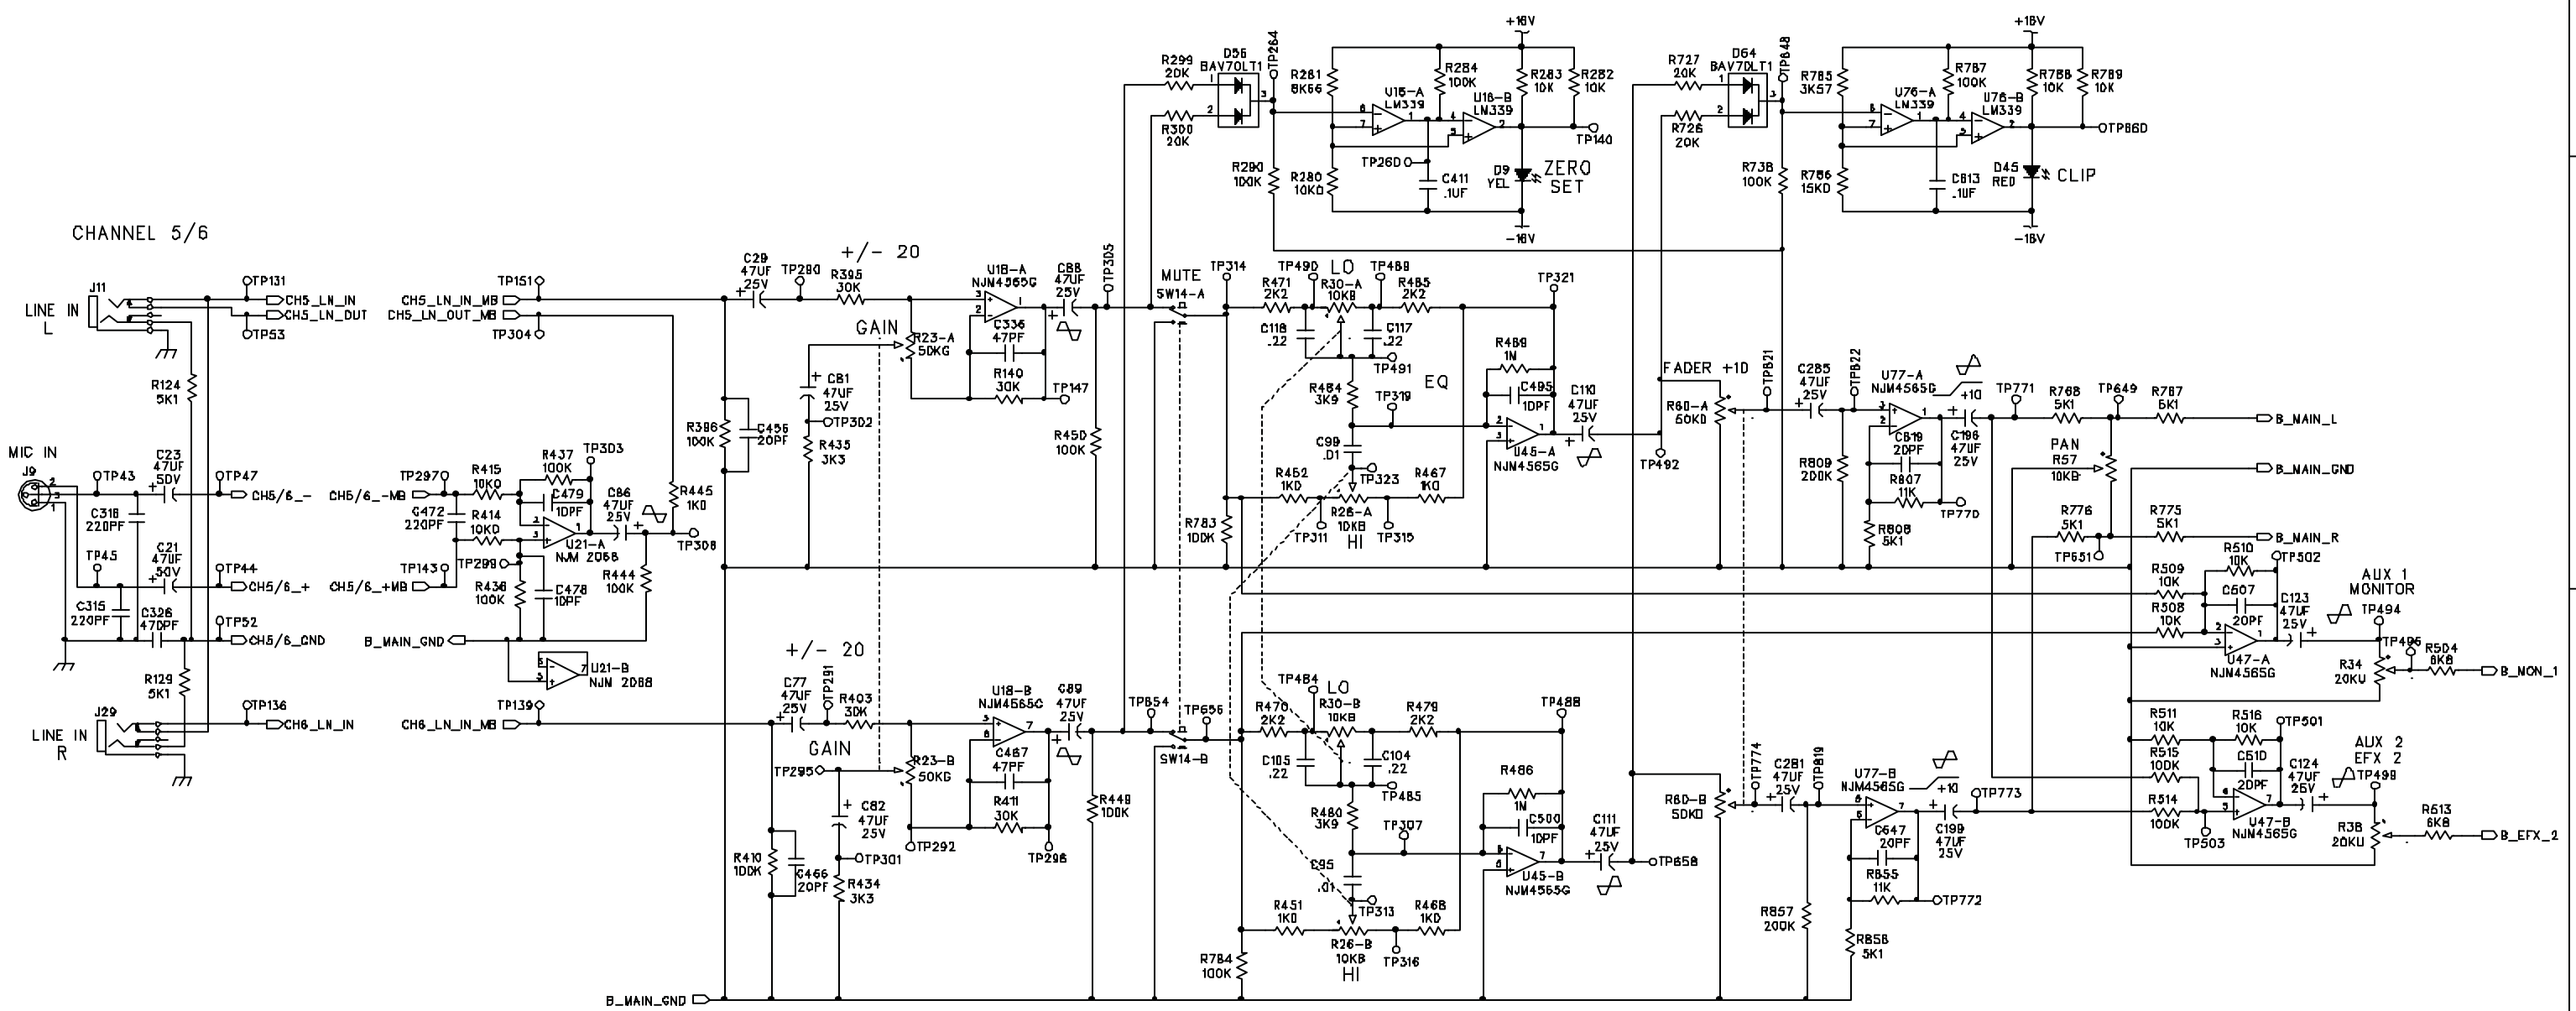 CHANNEL 5/6
J11
LINE IN
L
TP131
CH5_LN_IN
CH5_LN_OUT
TP53
R124
5K1
MIC IN
J9
2
3
1
TP43
C23
47UF
50V
TP47
CH5/6_-
C316
220PF
TP45
C21
47UF
50V
TP44
CH5/6_+
C315
220PF
C326
470PF
TP52
CH5/6_GND
R129
5K1
J29
LINE IN
R
TP136
CH6_LN_IN
TP151
CH5_LN_IN_MB
CH5_LN_OUT_MB
TP304
TP297
CH5/6_-MB
R415
10K0
R437
100K
TP303
C479
10PF
C472
220PF
R414
10K0
U21-A
NJM 2068
C86
47UF
25V
R445
1K0
TP308
TP299
TP143
CH5/6_+MB
R436
100K
C478
10PF
R444
100K
B_MAIN_GND
U21-B
NJM 2068
TP139
CH6_LN_IN_MB
C29
47UF
25V
TP290
+/- 20
R395
30K
GAIN
R23-A
50KG
U18-A
NJM4565G
C336
47PF
R140
30K
TP147
C88
47UF
25V
TP305
C81
47UF
25V
TP302
R435
3K3
R396
100K
C456
20PF
R450
100K
+/- 20
C77
47UF
25V
TP291
R403
30K
GAIN
TP295
R23-B
50KG
U18-B
NJM4565G
C467
47PF
R411
30K
TP292
TP296
C89
47UF
25V
C82
47UF
25V
TP301
R434
3K3
R410
100K
C466
20PF
R449
100K
B_MAIN_GND
R299
20K
R300
20K
D56
BAV70LT1
TP264
R290
100K
R281
8K66
R280
10K0
U16-A
LM339
R284
100K
U16-B
LM339
+16V
R283
10K
R282
10K
TP140
TP260
C411
.1UF
D9
YEL
ZERO
SET
-16V
R727
20K
R726
20K
D64
BAV70LT1
TP648
R738
100K
R785
3K57
R786
15K0
U76-A
LM339
R787
100K
U76-B
LM339
+16V
R788
10K
R789
10K
TP660
C613
.1UF
D45
RED
CLIP
-16V
MUTE
SW14-A
TP314
R471
2K2
TP490
LO
R30-A
10KB
TP489
R485
2K2
C118
.22
C117
.22
TP491
R484
3K9
EQ
TP319
C99
.01
TP323
R452
1K0
R26-A
10KB
HI
R467
1K0
TP311
TP315
R783
100K
R469
1N
C495
10PF
TP321
U45-A
NJM4565G
C110
47UF
25V
TP492
TP654
SW14-B
TP656
R470
2K2
TP484
LO
R30-B
10KB
R479
2K2
C105
.22
C104
.22
TP485
R480
3K9
TP307
C95
.01
TP313
R451
1K0
R26-B
10KB
HI
R468
1K0
TP316
R784
100K
R486
1N
C500
10PF
TP488
U45-B
NJM4565G
C111
47UF
25V
TP658
FADER +10
R60-A
50KD
TP821
C285
47UF
25V
TP822
U77-A
NJM4565G
+10
C619
20PF
R807
11K
TP770
R809
200K
R808
5K1
C196
47UF
25V
TP771
R768
5K1
TP649
R767
5K1
B_MAIN_L
PAN
R57
10KB
B_MAIN_GND
R776
5K1
R775
5K1
TP651
B_MAIN_R
R60-B
50KD
TP774
C281
47UF
25V
TP819
U77-B
NJM4565G
+10
C647
20PF
R855
11K
TP772
R857
200K
R858
5K1
C199
47UF
25V
TP773
R509
10K
R508
10K
R510
10K
TP502
C507
20PF
U47-A
NJM4565G
C123
47UF
25V
AUX 1
MONITOR
TP494
TP495
R34
20KU
R504
6K8
B_MON_1
R511
10K
R515
100K
R514
100K
TP503
R516
10K
TP501
C510
20PF
U47-B
NJM4565G
C124
47UF
25V
AUX 2
EFX 2
TP499
R38
20KU
R513
6K8
B_EFX_2